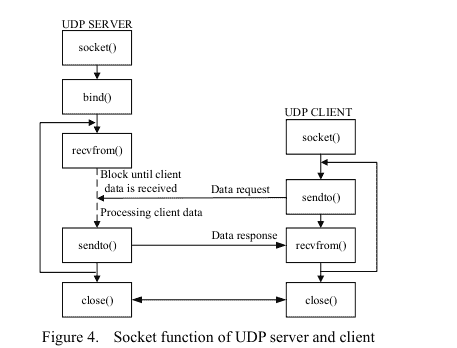 UDP SERVER
socket()
bind()
recvfrom()
Block until client
data is received
Processing client data
sendto()
close()
UDP CLIENT
socket()
Data request
sendto()
Data response
recvfrom()
close()
Figure 4. Socket function of UDP server and client